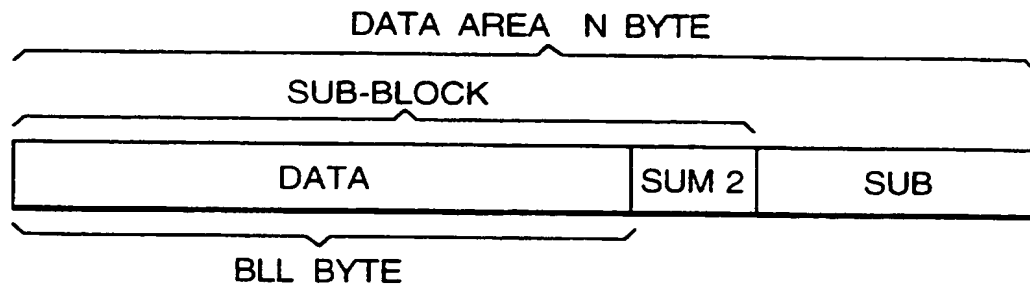 DATA AREA N BYTE
SUB-BLOCK
DATA SUM 2 SUB
BLL BYTE